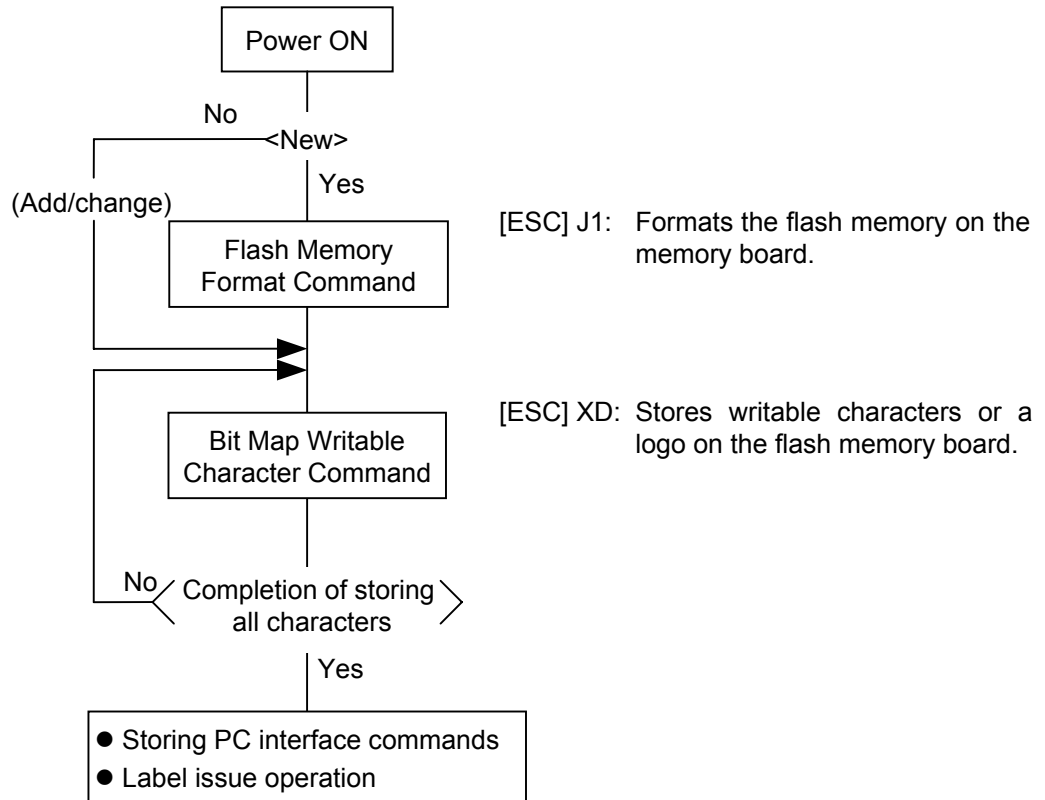 Power ON
No
<New>
Yes
(Add/change)
Flash Memory
Format Command
[ESC] J1: Formats the flash memory on the
memory board.
Bit Map Writable
Character Command
[ESC] XD: Stores writable characters or a
logo on the flash memory board.
No
Completion of storing
all characters
Yes
● Storing PC interface commands
● Label issue operation